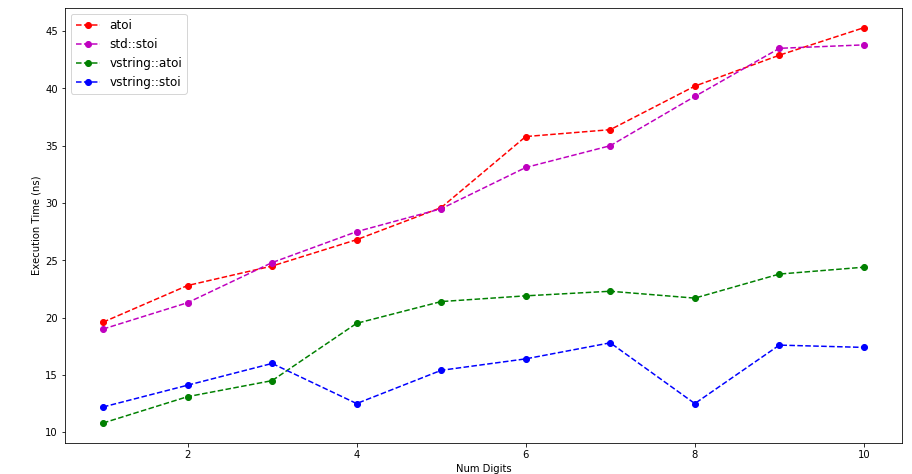 atoi
std::stoi
vstring::atoi
vstring::stoi
Execution Time (ns)
45
40
35
30
25
20
15
10
2 4 6 8 10
Num Digits